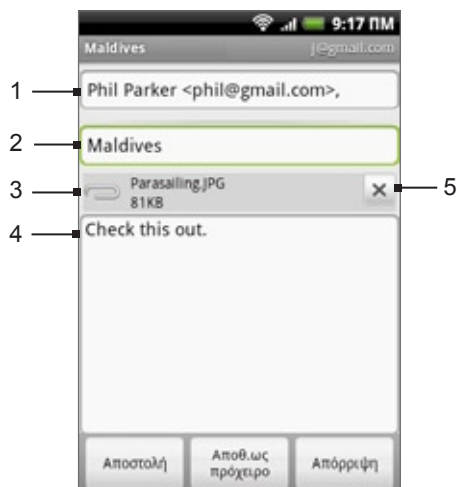 9:17 ΠΜ
Maldives j@gmail.com
1 Phil Parker <phil@gmail.com>,
2 Maldives
3 Parasailing.JPG 5
81KB
4 Check this out.
Αποστολή Αποθ.ως πρόχειρο Απόρριψη